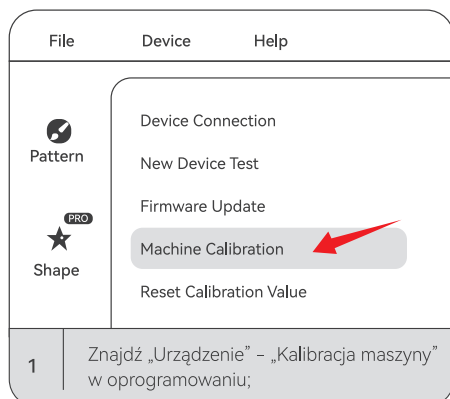 File Device Help
Pattern
PRO
Shape
Device Connection
New Device Test
Firmware Update
Machine Calibration
Reset Calibration Value
1 Znajdź „Urządzenie” – „Kalibracja maszyny”
w oprogramowaniu;